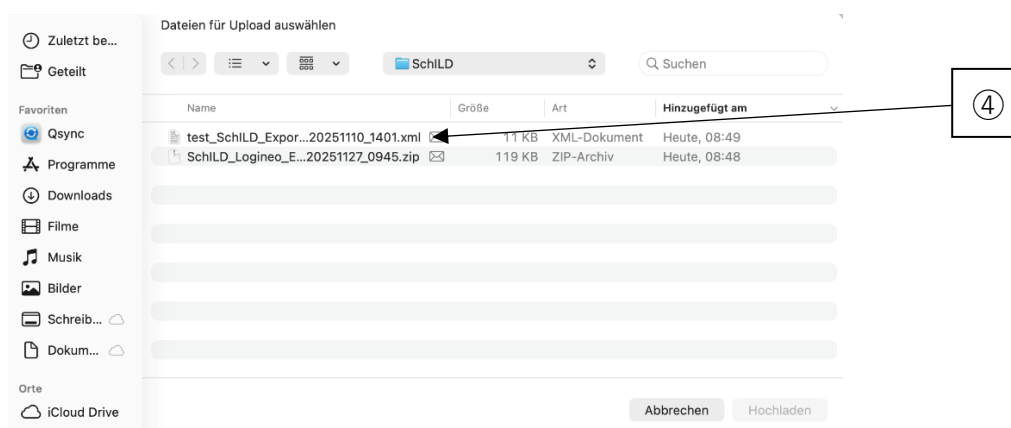 Dateien für Upload auswählen
Zuletzt be...
Geteilt
Favoriten
Qsync
Programme
Downloads
Filme
Musik
Bilder
Schreib...
Dokum...
Orte
iCloud Drive
SchILD
Suchen
Name Größe Art Hinzugefügt am
test_SchILD_Expor...20251110_1401.xml 11 KB XML-Dokument Heute, 08:49
SchILD_Logineo_E...20251127_0945.zip 119 KB ZIP-Archiv Heute, 08:48
Abbrechen Hochladen
④